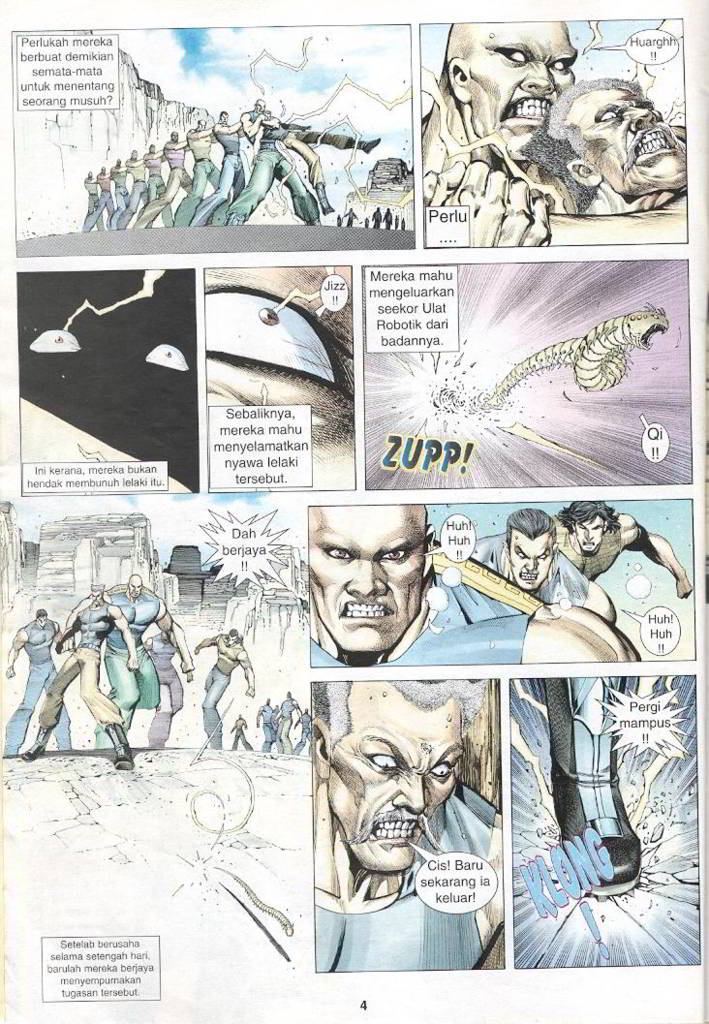 Perlukah mereka
berbuat demikian
semata-mata
untuk menentang
seorang musuh?
Huarghh
!!
Perlu
....
Ini kerana, mereka bukan
hendak membunuh lelaki itu.
Jizz
!!
Sebaliknya,
mereka mahu
menyelamatkan
nyawa lelaki
tersebut.
Mereka mahu
mengeluarkan
seekor Ulat
Robotik dari
badannya.
ZUPP!
Qi
!!
Dah
berjaya
!!
Setelah berusaha
selama setengah hari,
barulah mereka berjaya
menyempurnakan
tugasan tersebut.
Huh!
Huh
!!
Huh!
Huh
!!
Cis! Baru
sekarang ia
keluar!
Pergi
mampus
!!
KLONG
!
4